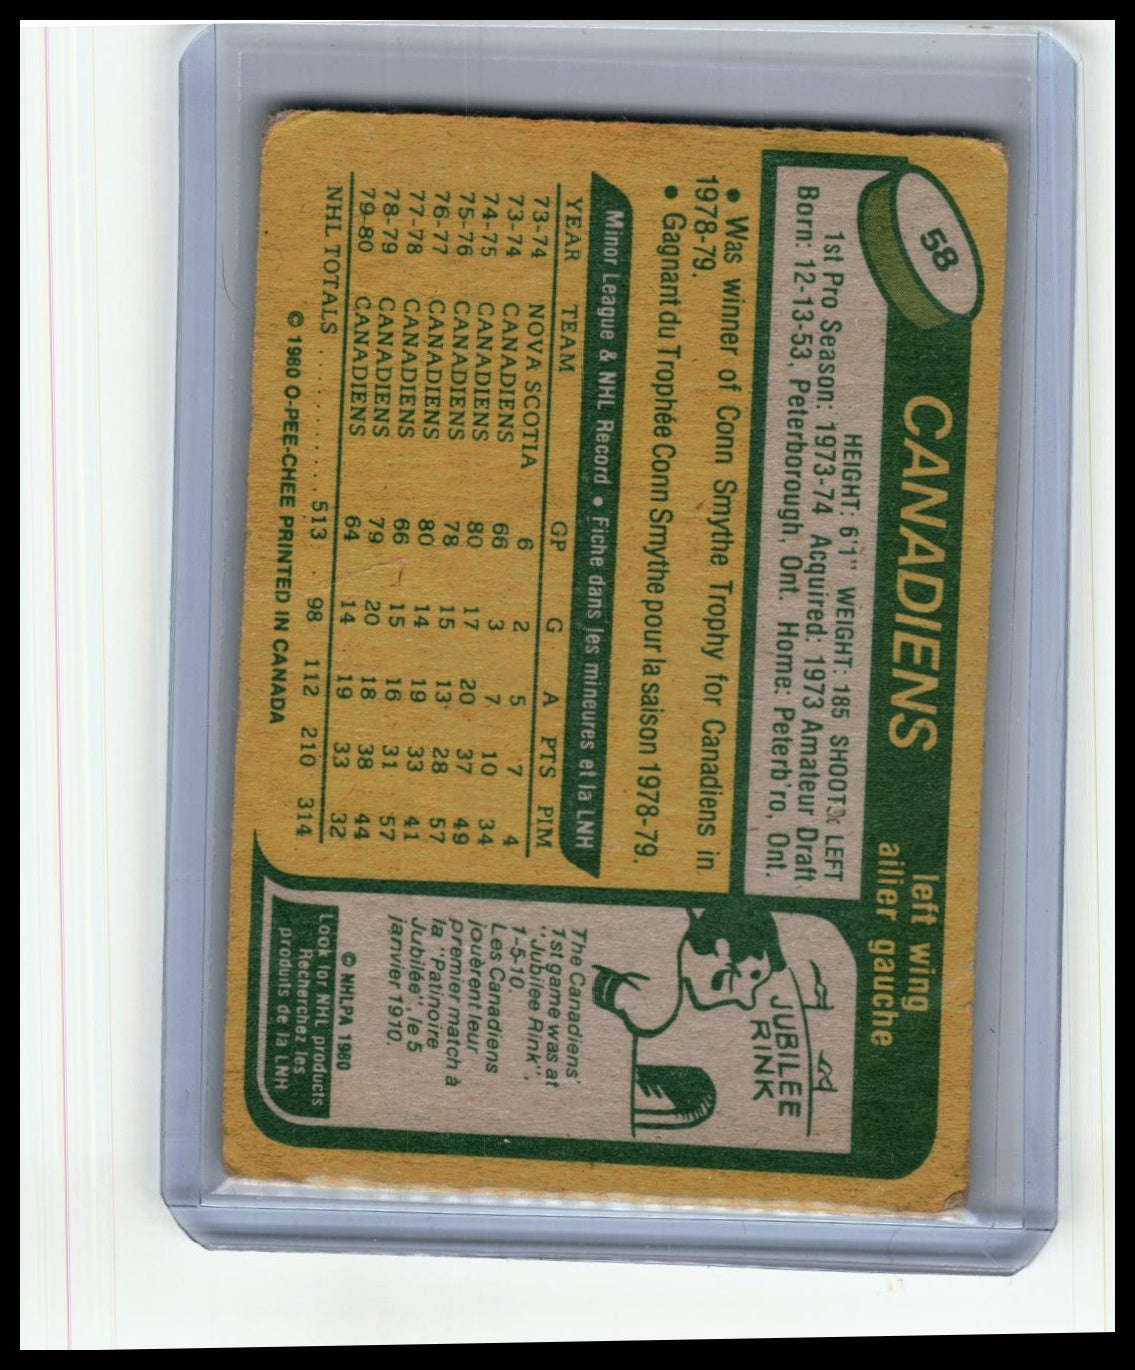 58
CANADIENS
left wing
ailier gauche
HEIGHT: 6'1" WEIGHT: 185 SHOOTS: LEFT
1st Pro Season: 1973-74 Acquired: 1973 Amateur Draft
Born: 12-13-53, Peterborough, Ont. Home: Peterb'ro, Ont.
• Was winner of Conn Smythe Trophy for Canadiens in
1978-79.
• Gagnant du Trophée Conn Smythe pour la saison 1978-79.
Minor League & NHL Record • Fiche dans les mineures et la LNH
YEAR TEAM GP G A PTS PIM
73-74 NOVA SCOTIA 6 2 5 7 4
73-74 CANADIENS 66 3 7 10 34
74-75 CANADIENS 80 17 20 37 49
75-76 CANADIENS 78 15 13 28 57
76-77 CANADIENS 80 14 19 33 41
77-78 CANADIENS 66 15 16 31 57
78-79 CANADIENS 79 20 18 38 44
79-80 CANADIENS 64 14 19 33 32
NHL TOTALS .......... 513 . 98 112 210 314
© 1980 O-PEE-CHEE PRINTED IN CANADA
JUBILEE
RINK
The Canadiens'
1st game was at
"Jubilee Rink",
1-5-10.
Les Canadiens
jouèrent leur
premier match à
la "Patinoire
Jubilée", le 5
janvier 1910.
© NHLPA 1980
Look for NHL products
Recherchez les
produits de la LNH